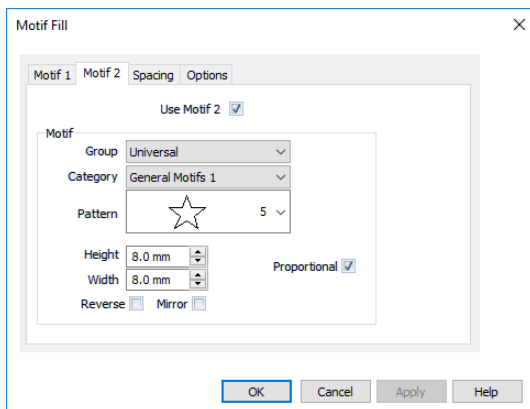 Motif Fill
Motif 1 Motif 2 Spacing Options
Use Motif 2
Motif
Group Universal
Category General Motifs 1
Pattern 5
Height 8.0 mm
Width 8.0 mm
Proportional
Reverse Mirror
OK Cancel Apply Help